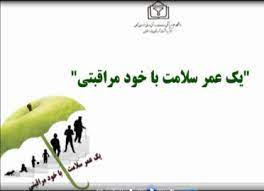 "یک عمر سلامت با خود مراقبتی"
یک عمر سلامت با خود مراقبتی